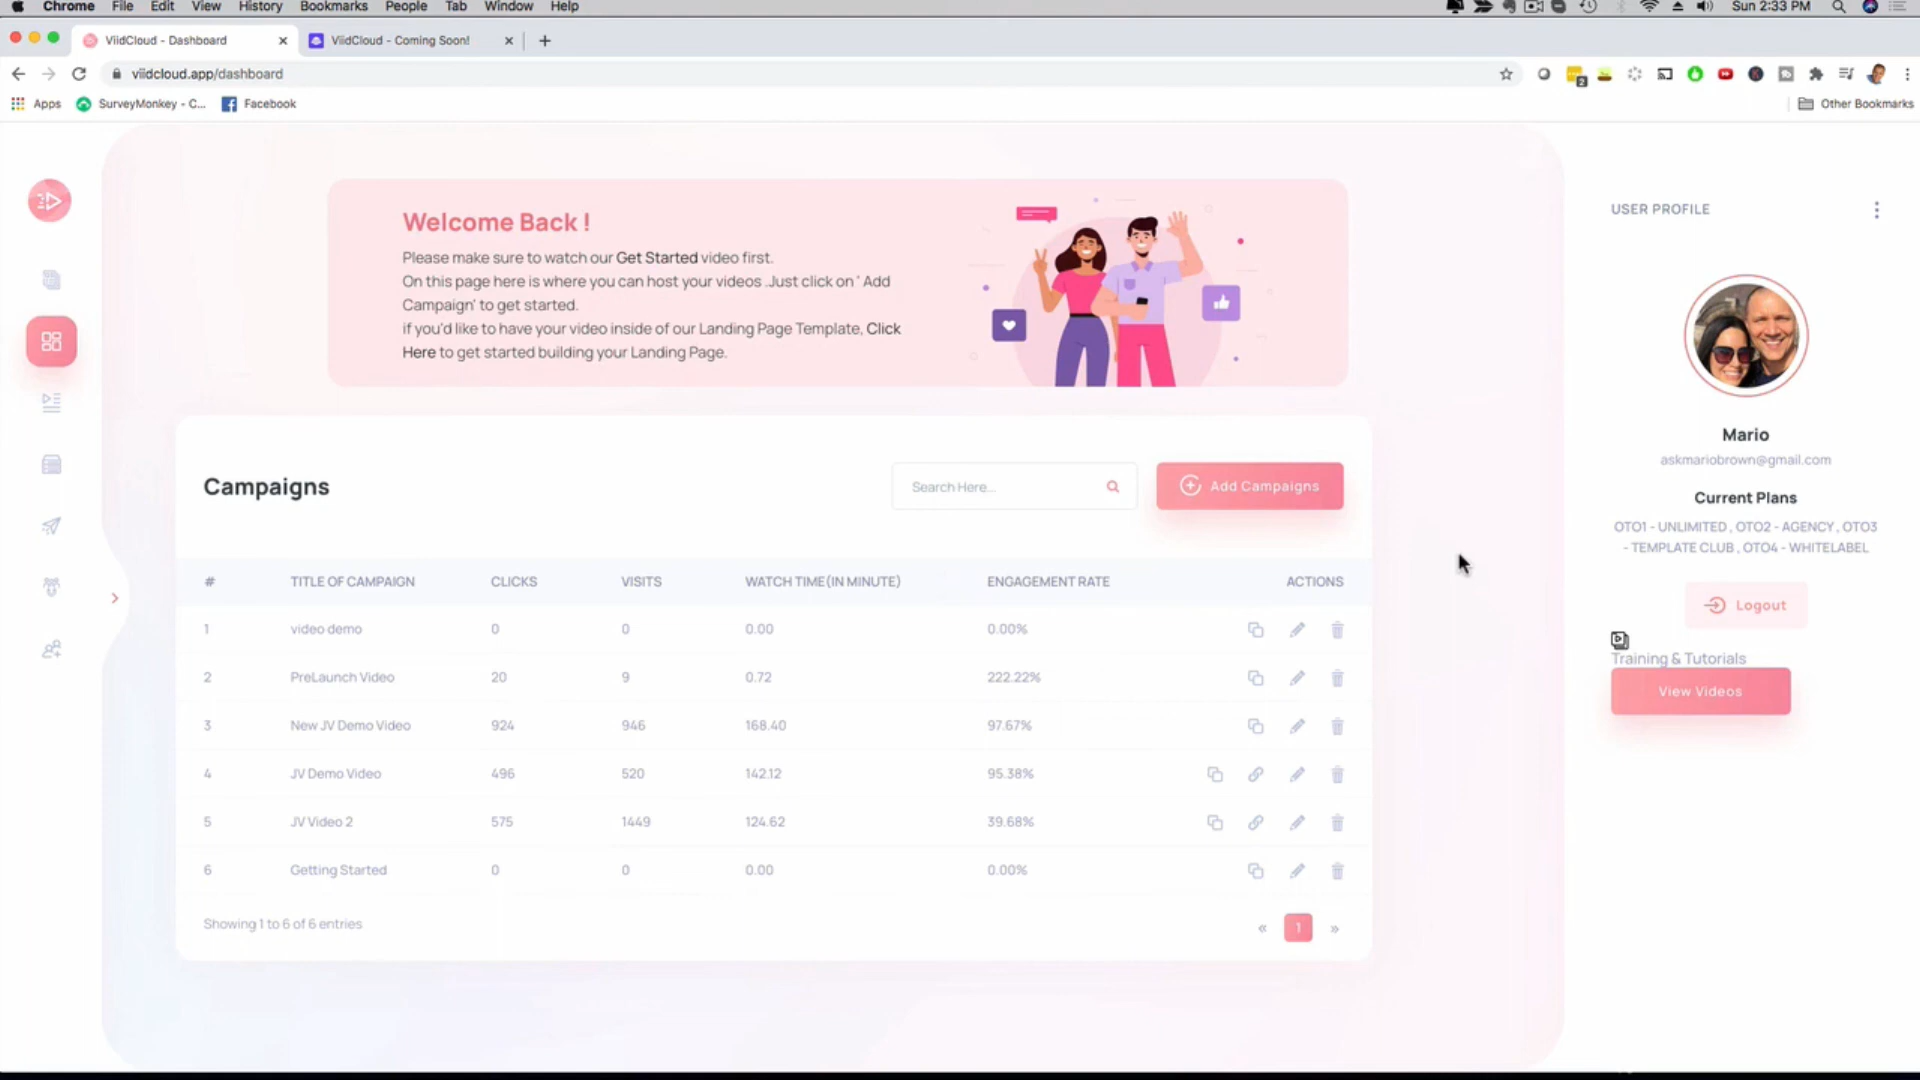 Chrome File Edit View History Bookmarks People Tab Window Help Sun 2:33 PM
ViidCloud - Dashboard ViidCloud - Coming Soon!
viidcloud.app/dashboard 2
Apps SurveyMonkey - C... Facebook Other Bookmarks
Welcome Back !
Please make sure to watch our Get Started video first.
On this page here is where you can host your videos .Just click on ' Add
Campaign' to get started.
if you'd like to have your video inside of our Landing Page Template, Click
Here to get started building your Landing Page.
USER PROFILE
Mario
askmariobrown@gmail.com
Current Plans
OTO1 - UNLIMITED , OTO2 - AGENCY , OTO3
- TEMPLATE CLUB , OTO4 - WHITELABEL
Logout
Training & Tutorials
View Videos
Campaigns Search Here... Add Campaigns
# TITLE OF CAMPAIGN CLICKS VISITS WATCH TIME(IN MINUTE) ENGAGEMENT RATE ACTIONS
1 video demo 0 0 0.00 0.00%
2 PreLaunch Video 20 9 0.72 222.22%
3 New JV Demo Video 924 946 168.40 97.67%
4 JV Demo Video 496 520 142.12 95.38%
5 JV Video 2 575 1449 124.62 39.68%
6 Getting Started 0 0 0.00 0.00%
Showing 1 to 6 of 6 entries « 1 »